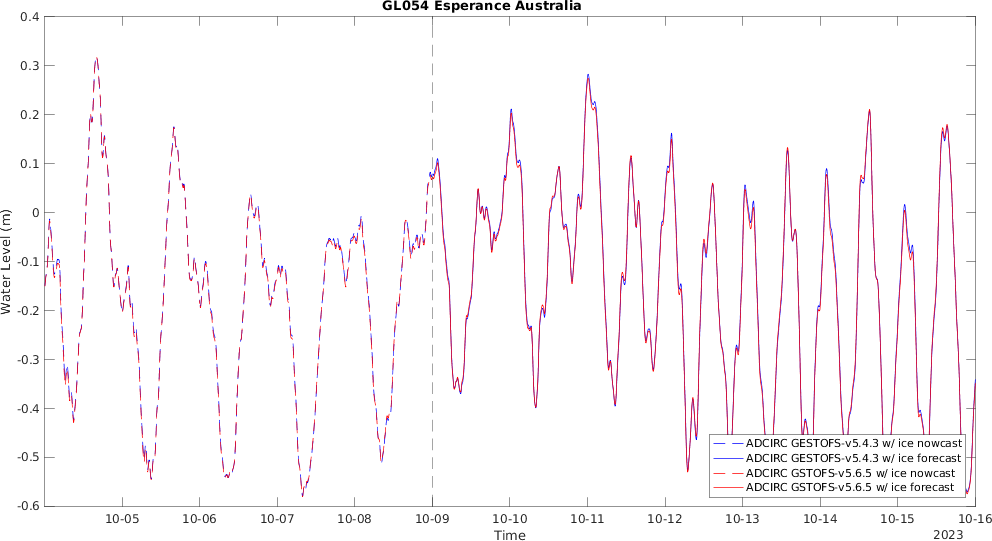 GL054 Esperance Australia
0.4
0.3
0.2
0.1
0
-0.1
-0.2
-0.3
-0.4
-0.5
-0.6
Water Level (m)
ADCIRC GESTOFS-v5.4.3 w/ ice nowcast
ADCIRC GESTOFS-v5.4.3 w/ ice forecast
ADCIRC GSTOFS-v5.6.5 w/ ice nowcast
ADCIRC GSTOFS-v5.6.5 w/ ice forecast
10-05 10-06 10-07 10-08 10-09 10-10 10-11 10-12 10-13 10-14 10-15 10-16
Time
2023